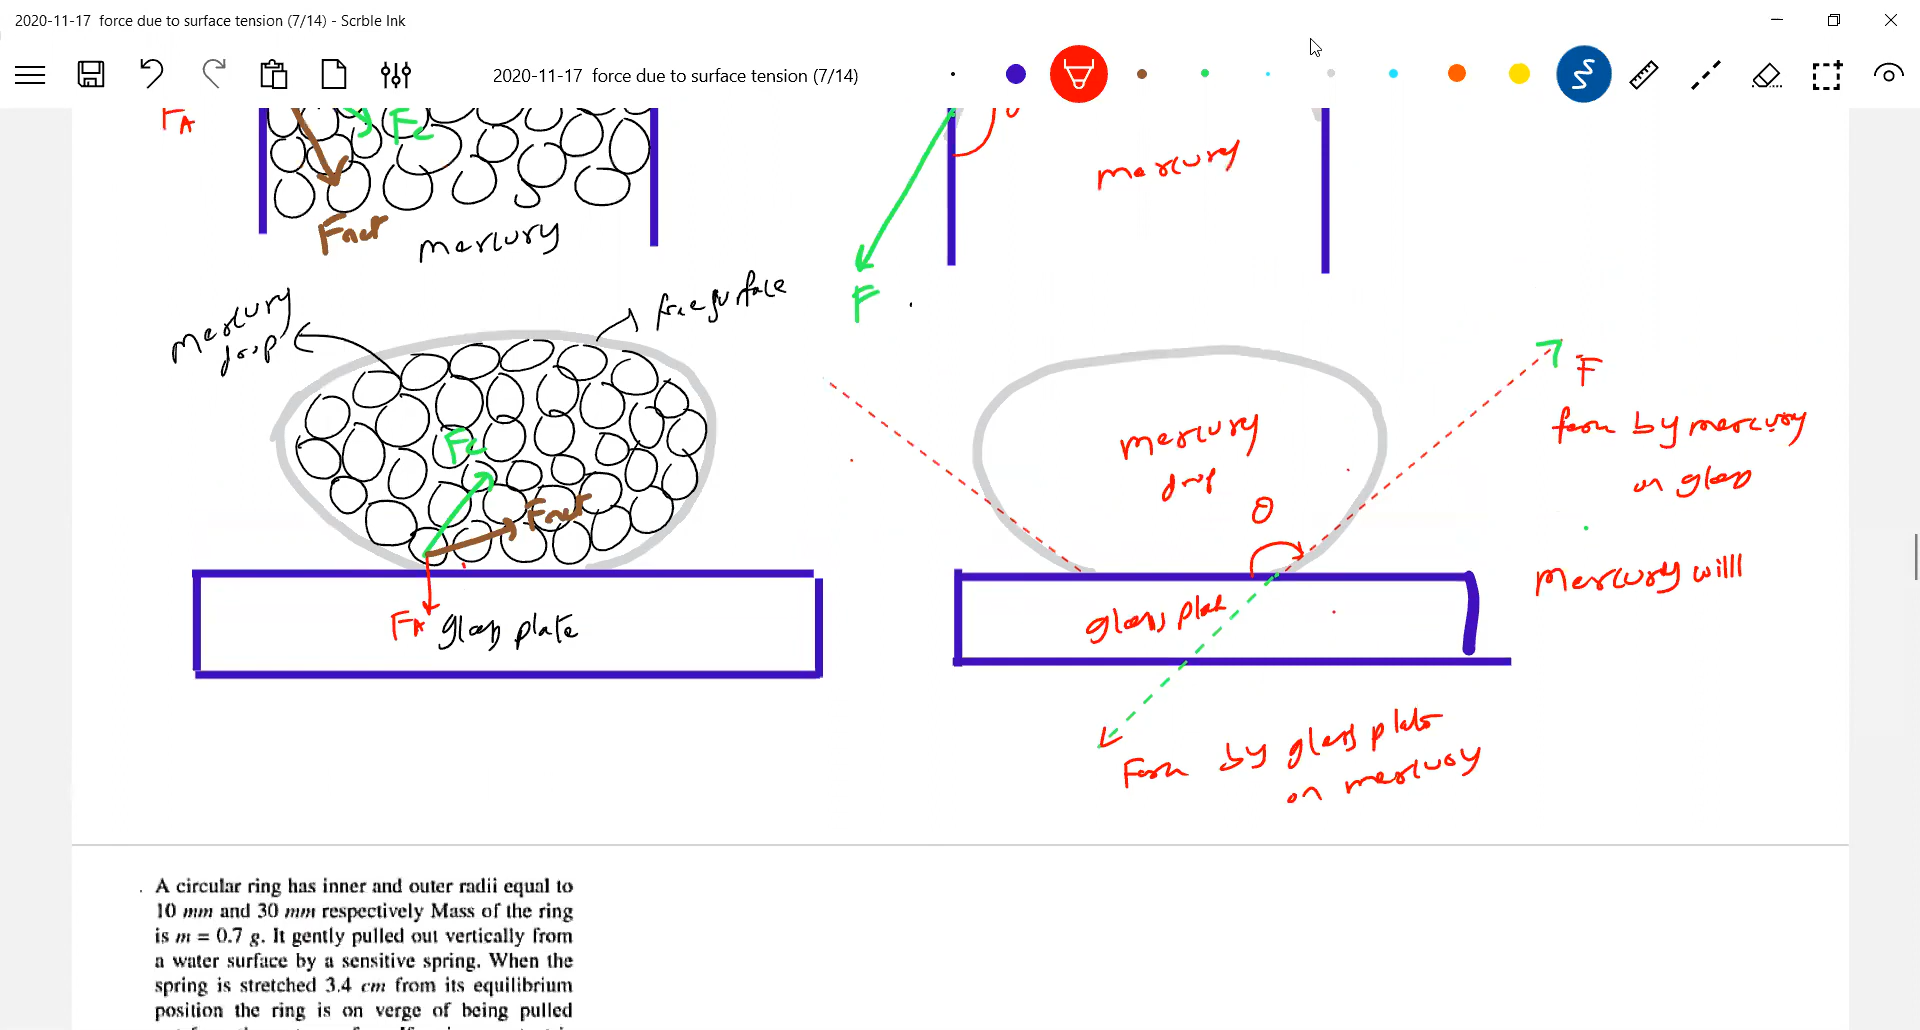 2020-11-17 force due to surface tension (7/14) - Scrble Ink
2020-11-17 force due to surface tension (7/14)
FA
Fc
Fnet
mercury
mercury
θ
F
mercury
drop
free surface
Fc
Fnet
FA
glass plate
mercury
drop
θ
F
force by mercury
on glass
mercury will
glass plate
Force by glass plate
on mercury
A circular ring has inner and outer radii equal to
10 mm and 30 mm respectively Mass of the ring
is m = 0.7 g. It gently pulled out vertically from
a water surface by a sensitive spring. When the
spring is stretched 3.4 cm from its equilibrium
position the ring is on verge of being pulled